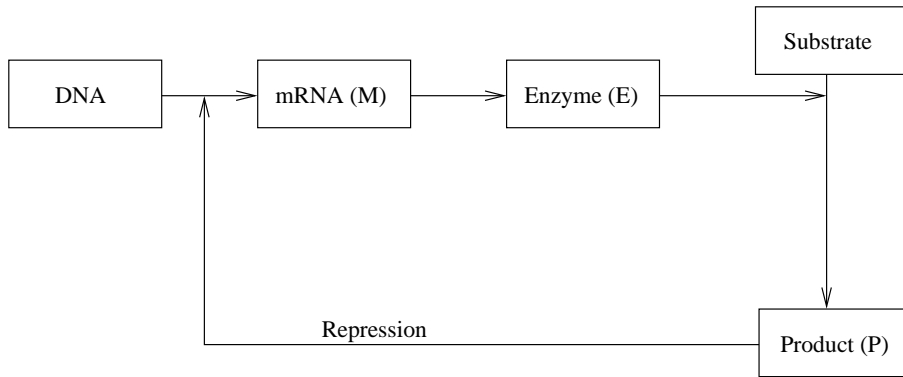 Substrate
DNA
mRNA (M)
Enzyme (E)
Repression
Product (P)